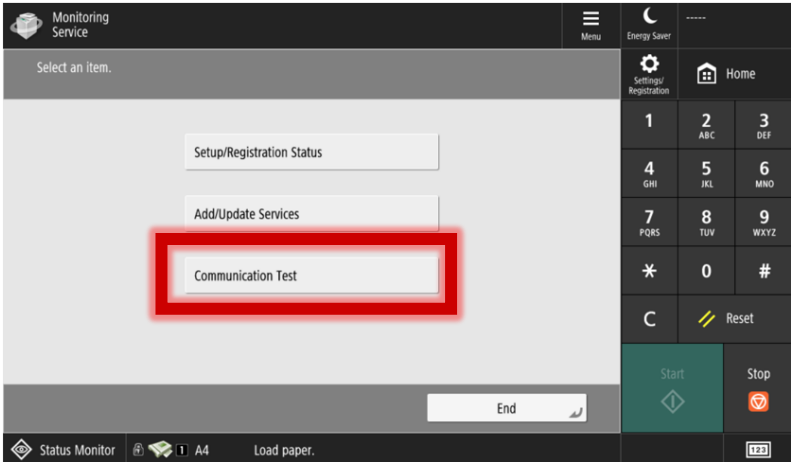 Monitoring
Service
Menu
Energy Saver
-----
Select an item.
Settings/
Registration
Home
Setup/Registration Status
Add/Update Services
Communication Test
1
2
ABC
3
DEF
4
GHI
5
JKL
6
MNO
7
PQRS
8
TUV
9
WXYZ
*
0
#
C
Reset
Start
Stop
End
Status Monitor
1 A4
Load paper.
123